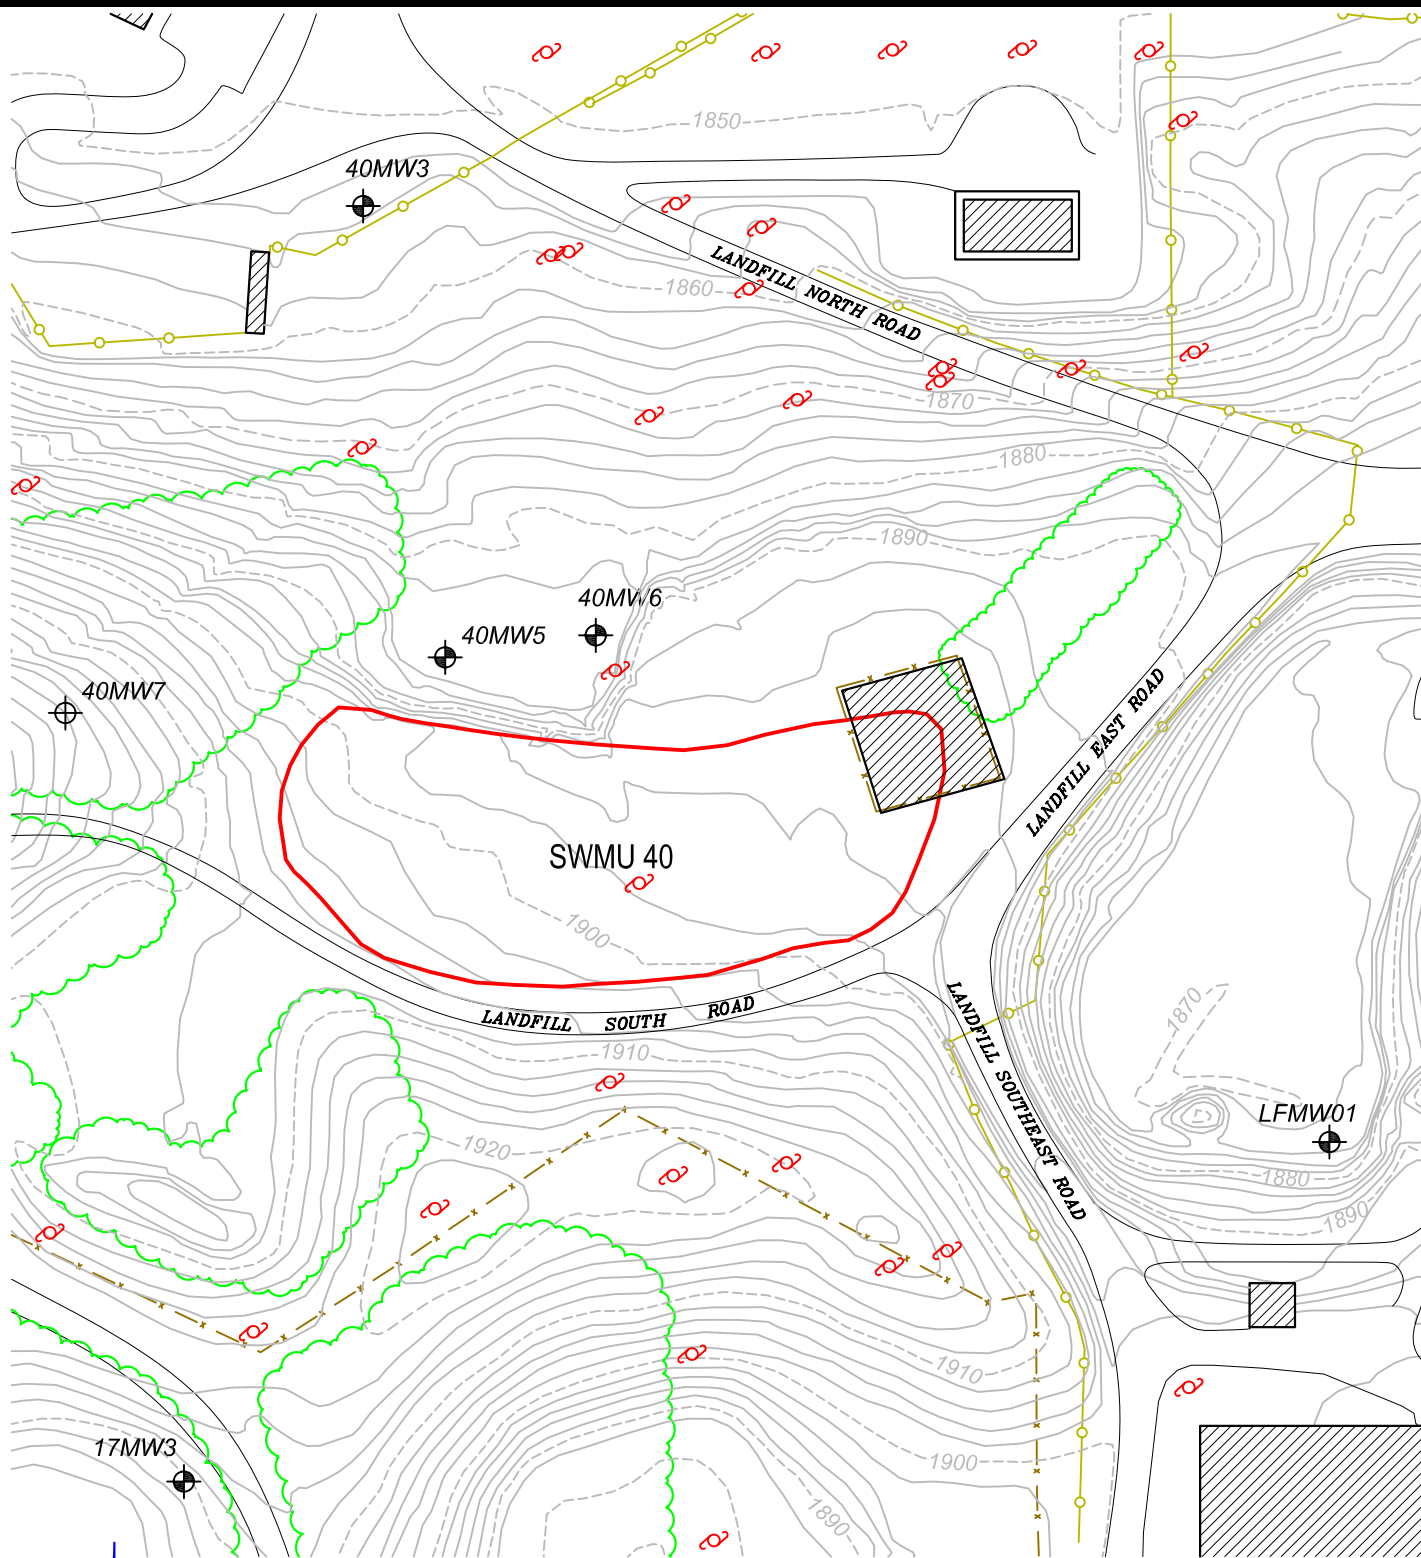 1850
40MW3
LANDFILL NORTH ROAD
1860
1870
1880
1890
40MW6
40MW5
40MW7
LANDFILL EAST ROAD
SWMU 40
1900
LANDFILL SOUTH ROAD
LANDFILL SOUTHEAST ROAD
1870
1910
LFMW01
1920
1880
1890
1910
17MW3
1900
1890